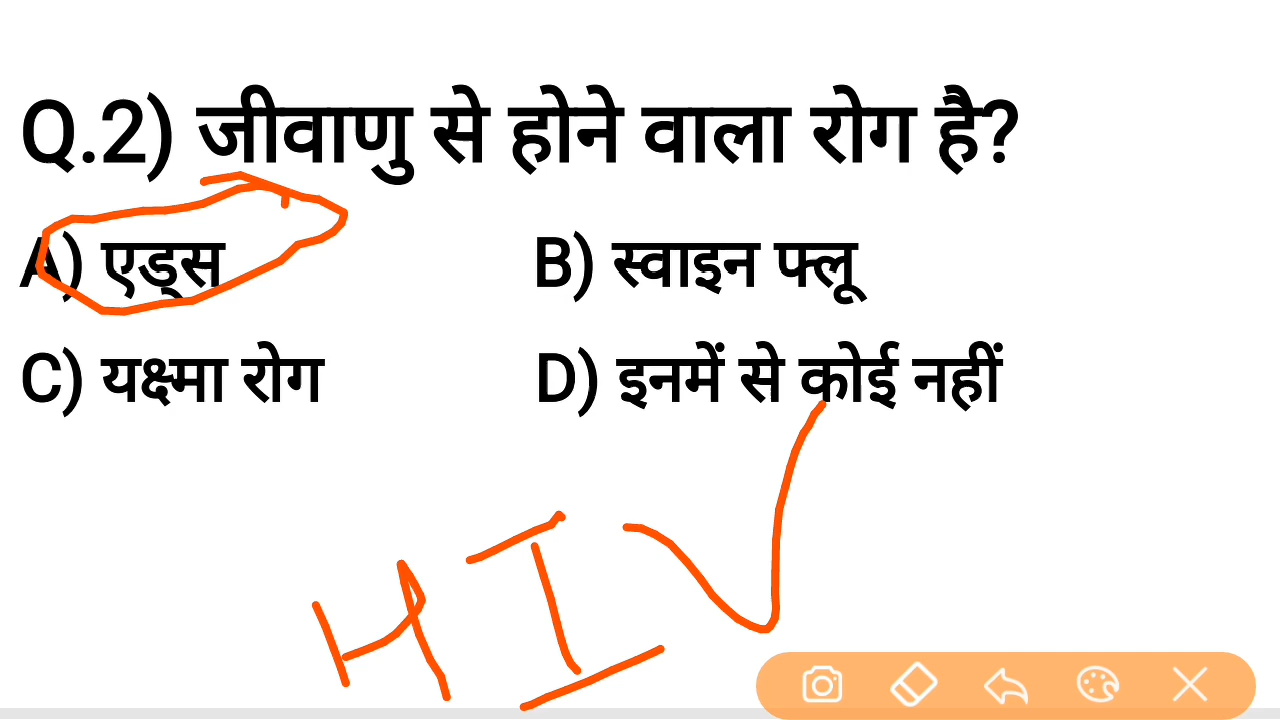 Q.2) जीवाणु से होने वाला रोग है?
A) एड्स B) स्वाइन फ्लू
C) यक्ष्मा रोग D) इनमें से कोई नहीं
HIV